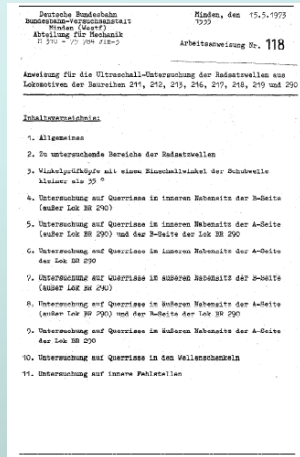 Deutsche Bundesbahn
Bundesbahn-Versuchsanstalt
Minden (Westf)
Abteilung für Mechanik
Minden, den 15.5.1973
Arbeitsanweisung Nr. 118
Anweisung für die Ultraschall-Untersuchung der Radsatzwellen aus
Lokomotiven der Baureihen 211, 212, 213, 216, 217, 218, 219 und 290
Inhaltsverzeichnis:
1. Allgemeines
2. Zu untersuchende Bereiche der Radsatzwellen
3. Winkelprüfköpfe mit einem Einschallwinkel der Schubwelle
kleiner als 35 °
4. Untersuchung auf Querrisse im inneren Nabensitz der B-Seite
(außer Lok BR 290)
5. Untersuchung auf Querrisse im inneren Nabensitz der A-Seite
(außer Lok BR 290) und der B-Seite der Lok BR 290
6. Untersuchung auf Querrisse im inneren Nabensitz der A-Seite
der Lok BR 290
7. Untersuchung auf Querrisse im äußeren Nabensitz der B-Seite
(außer Lok BR 290)
8. Untersuchung auf Querrisse im äußeren Nabensitz der A-Seite
(außer Lok BR 290) und der B-Seite der Lok BR 290
9. Untersuchung auf Querrisse im äußeren Nabensitz der A-Seite
der Lok BR 290
10. Untersuchung auf Querrisse in den Wellenschenkeln
11. Untersuchung auf innere Fehlstellen